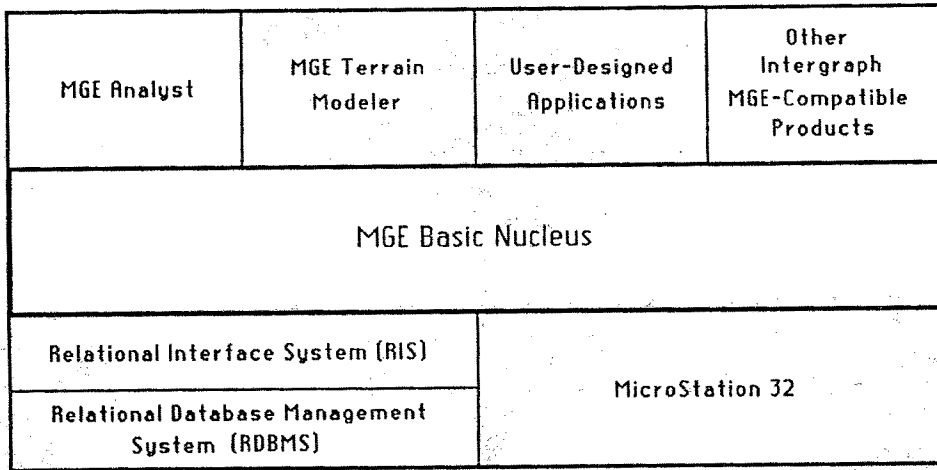 MGE Analyst
MGE Terrain
Modeler
User-Designed
Applications
Other
Intergraph
MGE-Compatible
Products
MGE Basic Nucleus
Relational Interface System (RIS)
Relational Database Management
System (RDBMS)
MicroStation 32